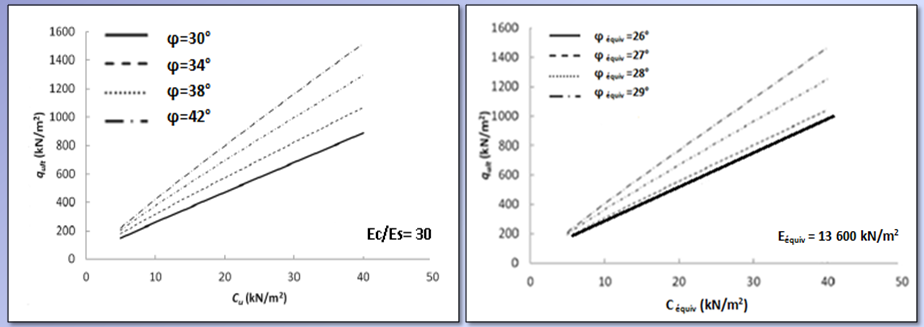 1600
1400
1200
1000
800
600
400
200
0
qult (kN/m²)
φ=30°
φ=34°
φ=38°
φ=42°
Ec/Es= 30
0 10 20 30 40 50
Cu (kN/m²)
1600
1400
1200
1000
800
600
400
200
0
qult (kN/m²)
φ équiv =26°
φ équiv =27°
φ équiv =28°
φ équiv =29°
Eéquiv = 13 600 kN/m²
0 10 20 30 40 50
C équiv (kN/m²)